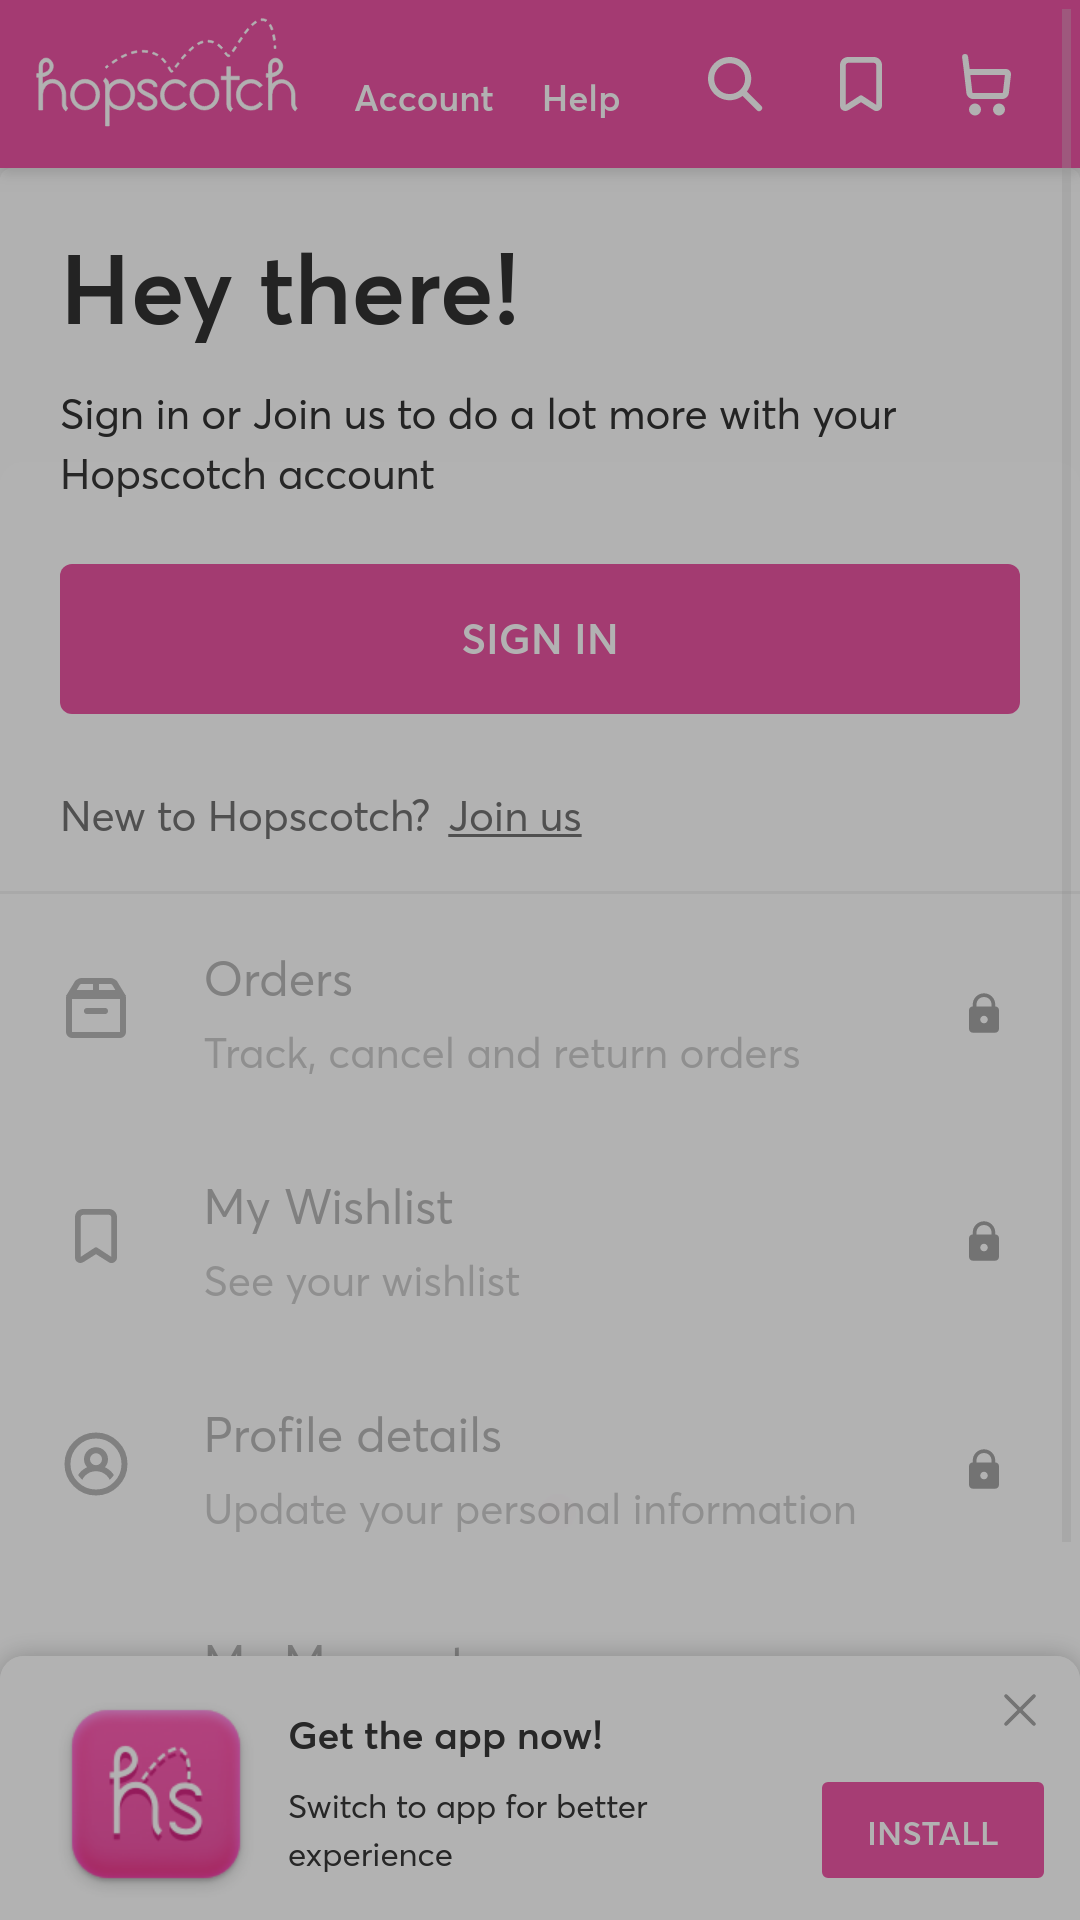 hopscotch
Account Help
Hey there!
Sign in or Join us to do a lot more with your
Hopscotch account
SIGN IN
New to Hopscotch? Join us
Orders
Track, cancel and return orders
My Wishlist
See your wishlist
Profile details
Update your personal information
Get the app now!
hs
Switch to app for better
experience
INSTALL